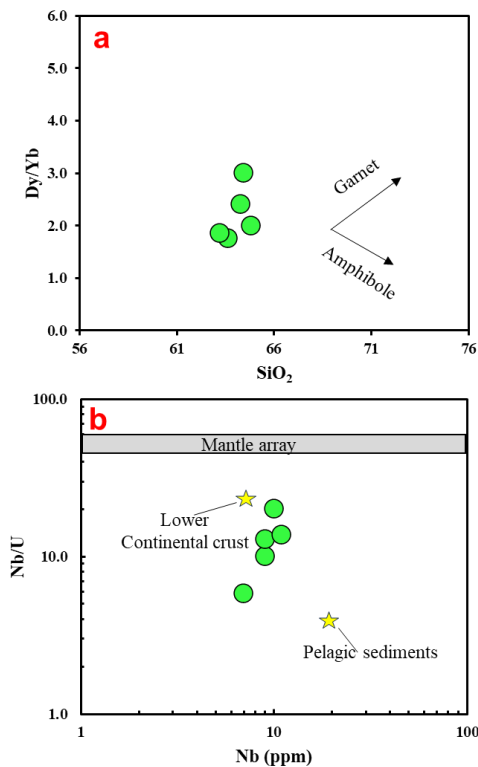 a
6.0
5.0
4.0
3.0
2.0
1.0
0.0
Dy/Yb
Garnet
Amphibole
56
61
66
71
76
SiO₂
b
100.0
10.0
1.0
Nb/U
Mantle array
Lower
Continental crust
Pelagic sediments
1
10
100
Nb (ppm)